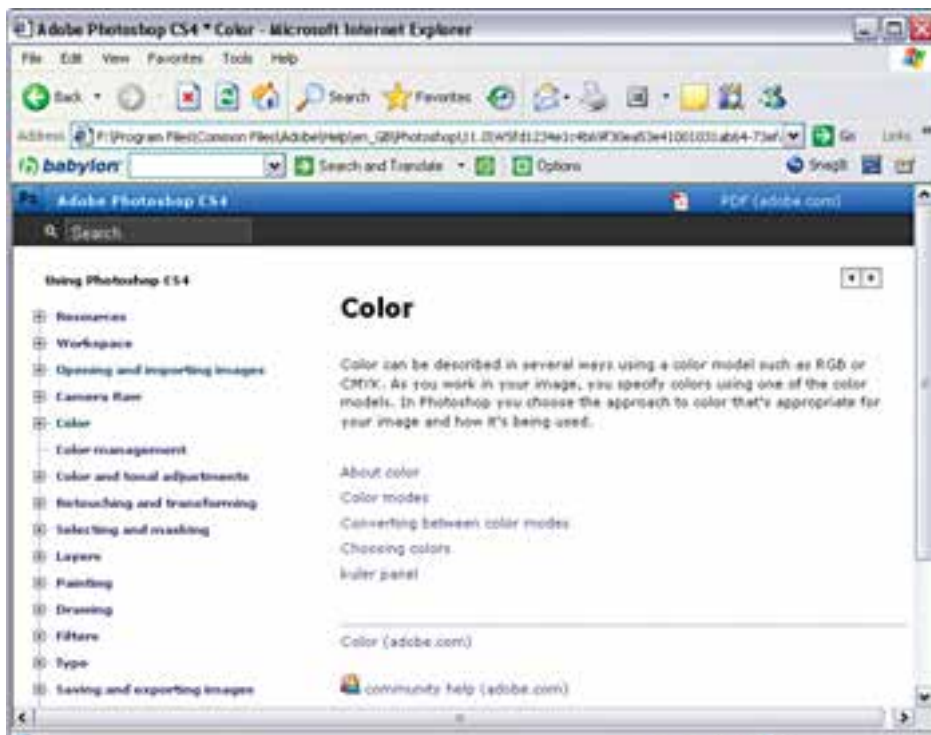 Adobe Photoshop CS4 * Color - Microsoft Internet Explorer
File Edit View Favorites Tools Help
Back Search Favorites
Address Go Links
babylon Search and Translate Options SnagIt
Ps Adobe Photoshop CS4 PDF (adobe.com)
Search
Using Photoshop CS4
Resources
Workspace
Opening and importing images
Camera Raw
Color
Color management
Color and tonal adjustments
Retouching and transforming
Selecting and masking
Layers
Painting
Drawing
Filters
Type
Saving and exporting images
Color
Color can be described in several ways using a color model such as RGB or
CMYK. As you work in your image, you specify colors using one of the color
models. In Photoshop you choose the approach to color that's appropriate for
your image and how it's being used.
About color
Color modes
Converting between color modes
Choosing colors
kuler panel
Color (adobe.com)
community help (adobe.com)